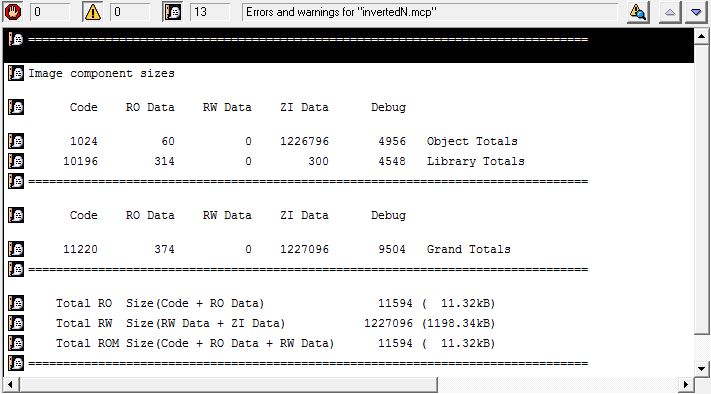 0 0 13 Errors and warnings for "invertedN.mcp"
================================================================================
Image component sizes
Code RO Data RW Data ZI Data Debug
1024 60 0 1226796 4956 Object Totals
10196 314 0 300 4548 Library Totals
================================================================================
Code RO Data RW Data ZI Data Debug
11220 374 0 1227096 9504 Grand Totals
================================================================================
Total RO Size(Code + RO Data) 11594 ( 11.32kB)
Total RW Size(RW Data + ZI Data) 1227096 (1198.34kB)
Total ROM Size(Code + RO Data + RW Data) 11594 ( 11.32kB)
================================================================================